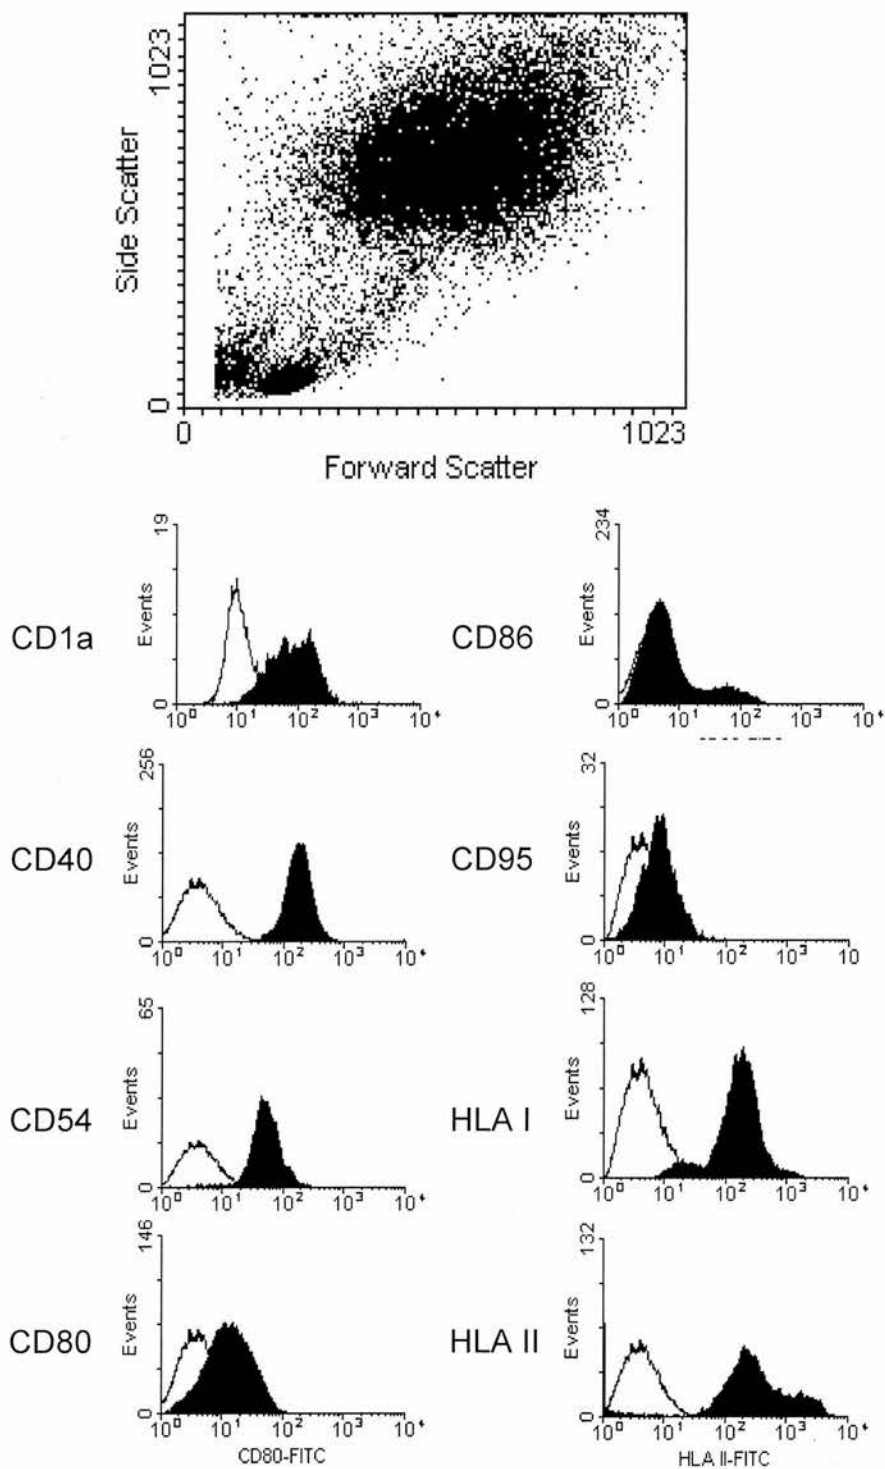 1023
Side Scatter
0
0 1023
Forward Scatter
CD1a
19
Events
0
10⁰ 10¹ 10² 10³ 10⁴
CD86
234
Events
0
10⁰ 10¹ 10² 10³ 10⁴
CD40
256
Events
0
10⁰ 10¹ 10² 10³ 10⁴
CD95
32
Events
0
10⁰ 10¹ 10² 10³ 10
CD54
65
Events
0
10⁰ 10¹ 10² 10³ 10⁴
HLA I
128
Events
0
10⁰ 10¹ 10² 10³ 10⁴
CD80
146
Events
0
10⁰ 10¹ 10² 10³ 10⁴
CD80-FITC
HLA II
132
Events
0
10⁰ 10¹ 10² 10³ 10⁴
HLA II-FITC